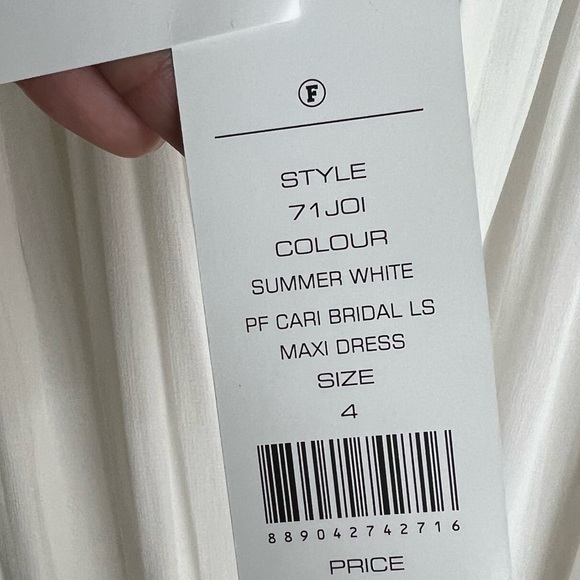 F
STYLE
71JOI
COLOUR
SUMMER WHITE
PF CARI BRIDAL LS
MAXI DRESS
SIZE
4
889042742716
PRICE